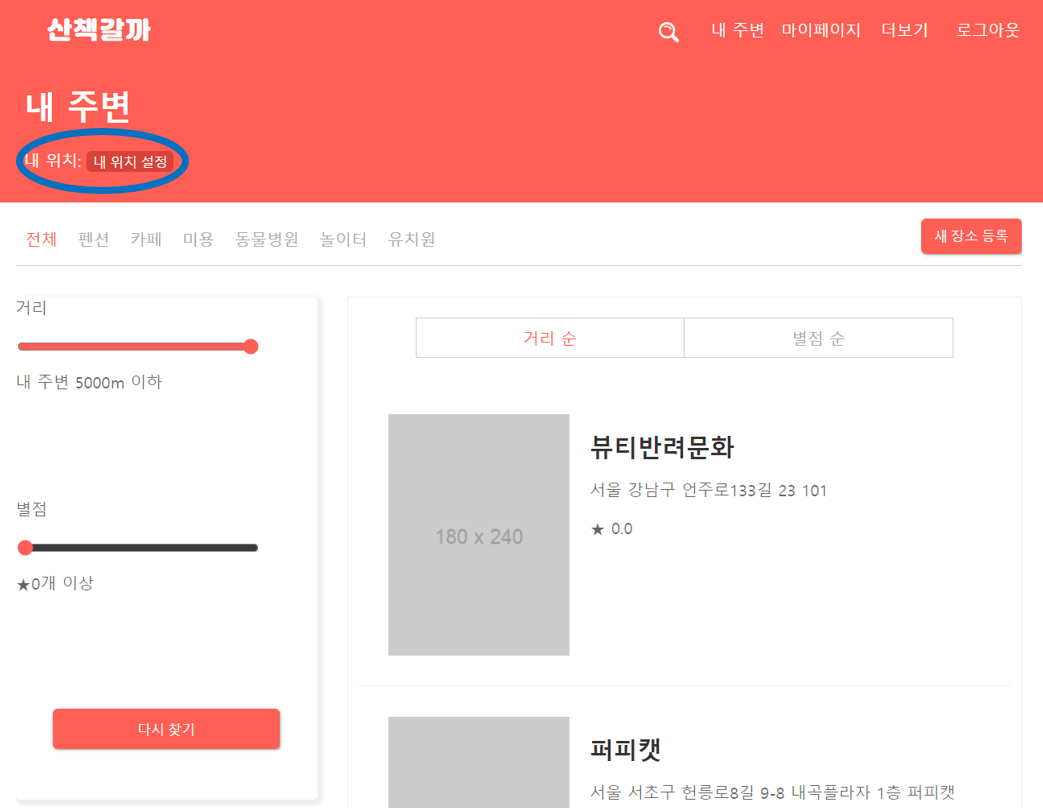 산책갈까
내 주변 마이페이지 더보기 로그아웃
내 주변
내 위치: 내 위치 설정
전체 펜션 카페 미용 동물병원 놀이터 유치원
새 장소 등록
거리
내 주변 5000m 이하
별점
★0개 이상
다시 찾기
거리 순 별점 순
180 x 240
뷰티반려문화
서울 강남구 언주로133길 23 101
★ 0.0
퍼피캣
서울 서초구 헌릉로8길 9-8 내곡플라자 1층 퍼피캣